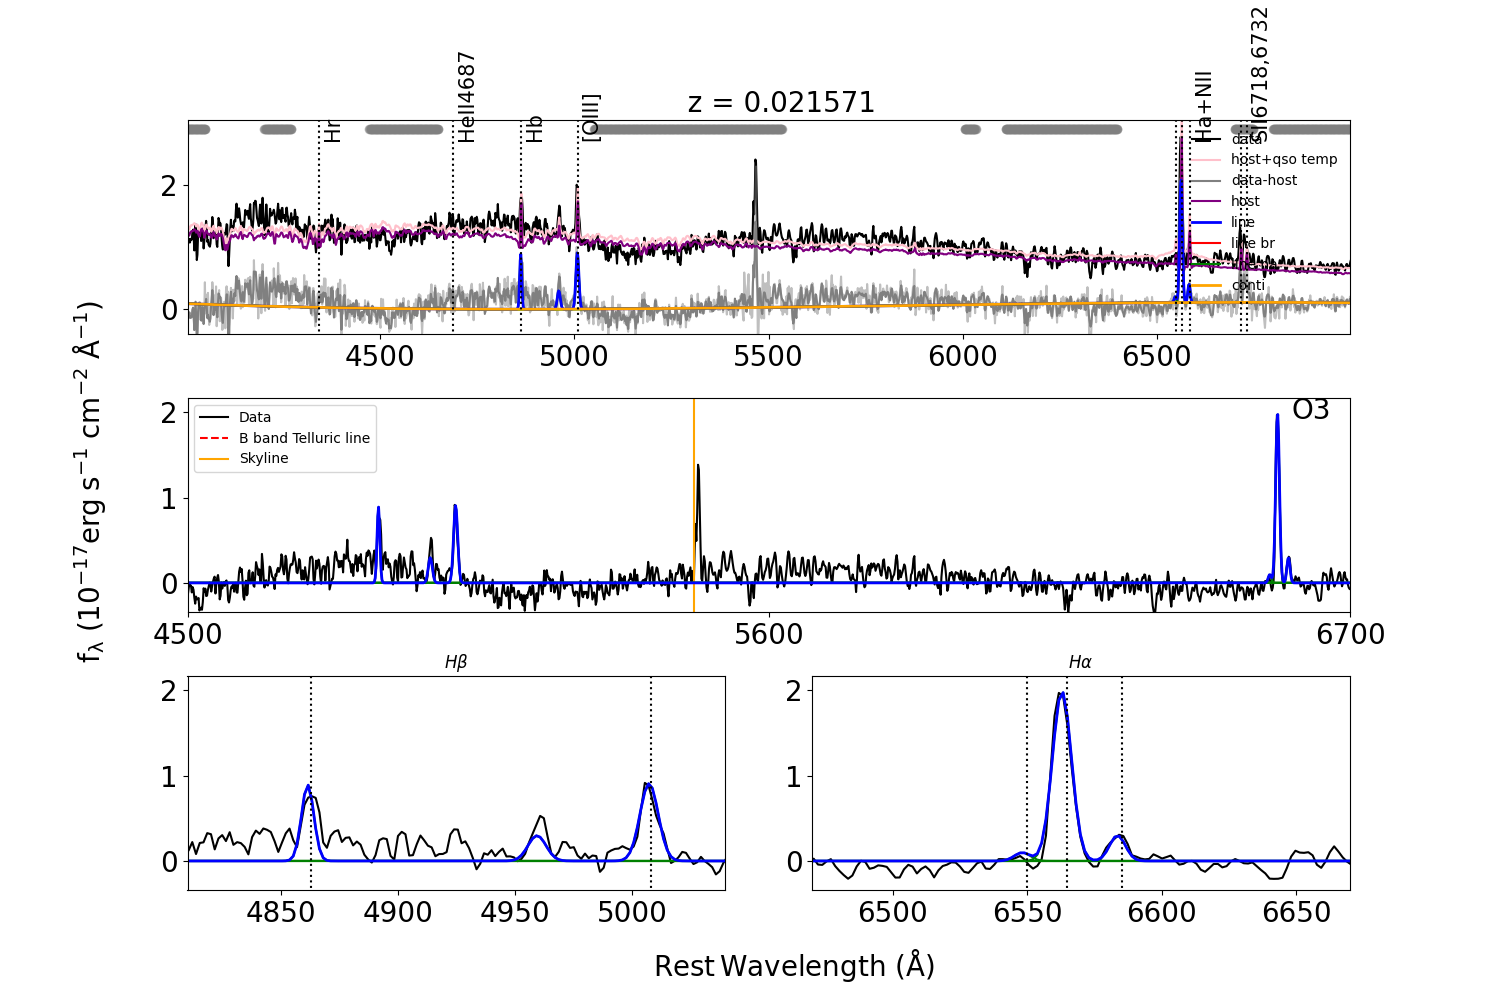 z = 0.021571
Hr
HeII4687
Hb
[OIII]
Ha+NII
SII6718,6732
data
host+qso temp
data-host
host
line
line br
conti
2
0
4500
5000
5500
6000
6500
f_λ (10⁻¹⁷erg s⁻¹ cm⁻² Å⁻¹)
Data
B band Telluric line
Skyline
O3
2
1
0
4500
5600
6700
Hβ
2
1
0
4850
4900
4950
5000
Hα
2
1
0
6500
6550
6600
6650
Rest Wavelength (Å)